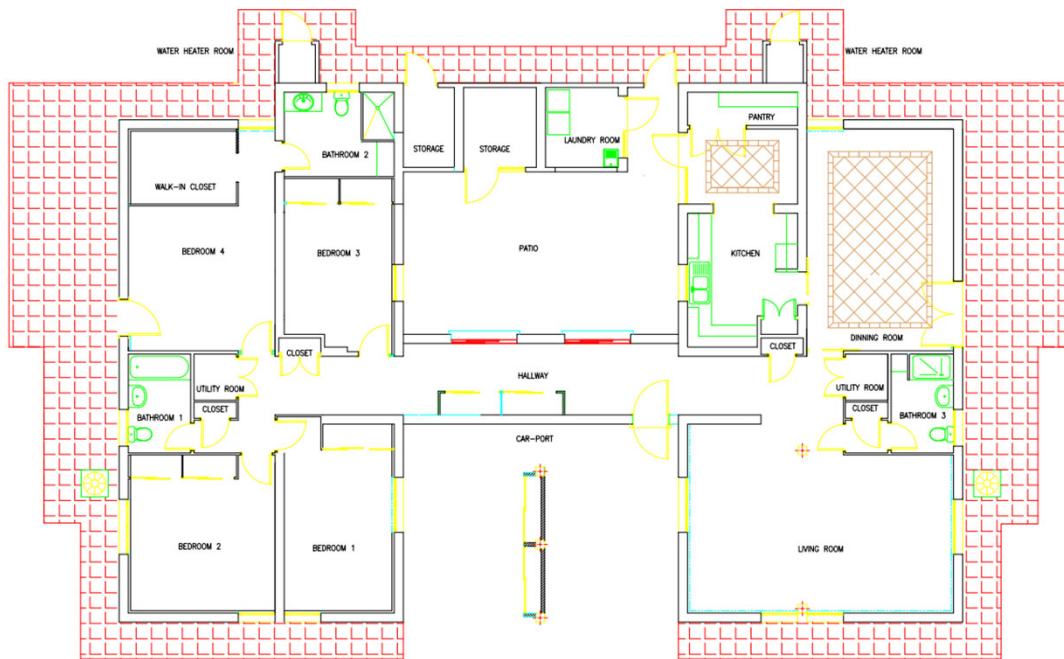 WATER HEATER ROOM
WATER HEATER ROOM
PANTRY
LAUNDRY ROOM
STORAGE
STORAGE
BATHROOM 2
WALK-IN CLOSET
BEDROOM 4
BEDROOM 3
PATIO
KITCHEN
DINNING ROOM
CLOSET
CLOSET
HALLWAY
UTILITY ROOM
UTILITY ROOM
CLOSET
CLOSET
BATHROOM 1
BATHROOM 3
CAR-PORT
BEDROOM 2
BEDROOM 1
LIVING ROOM